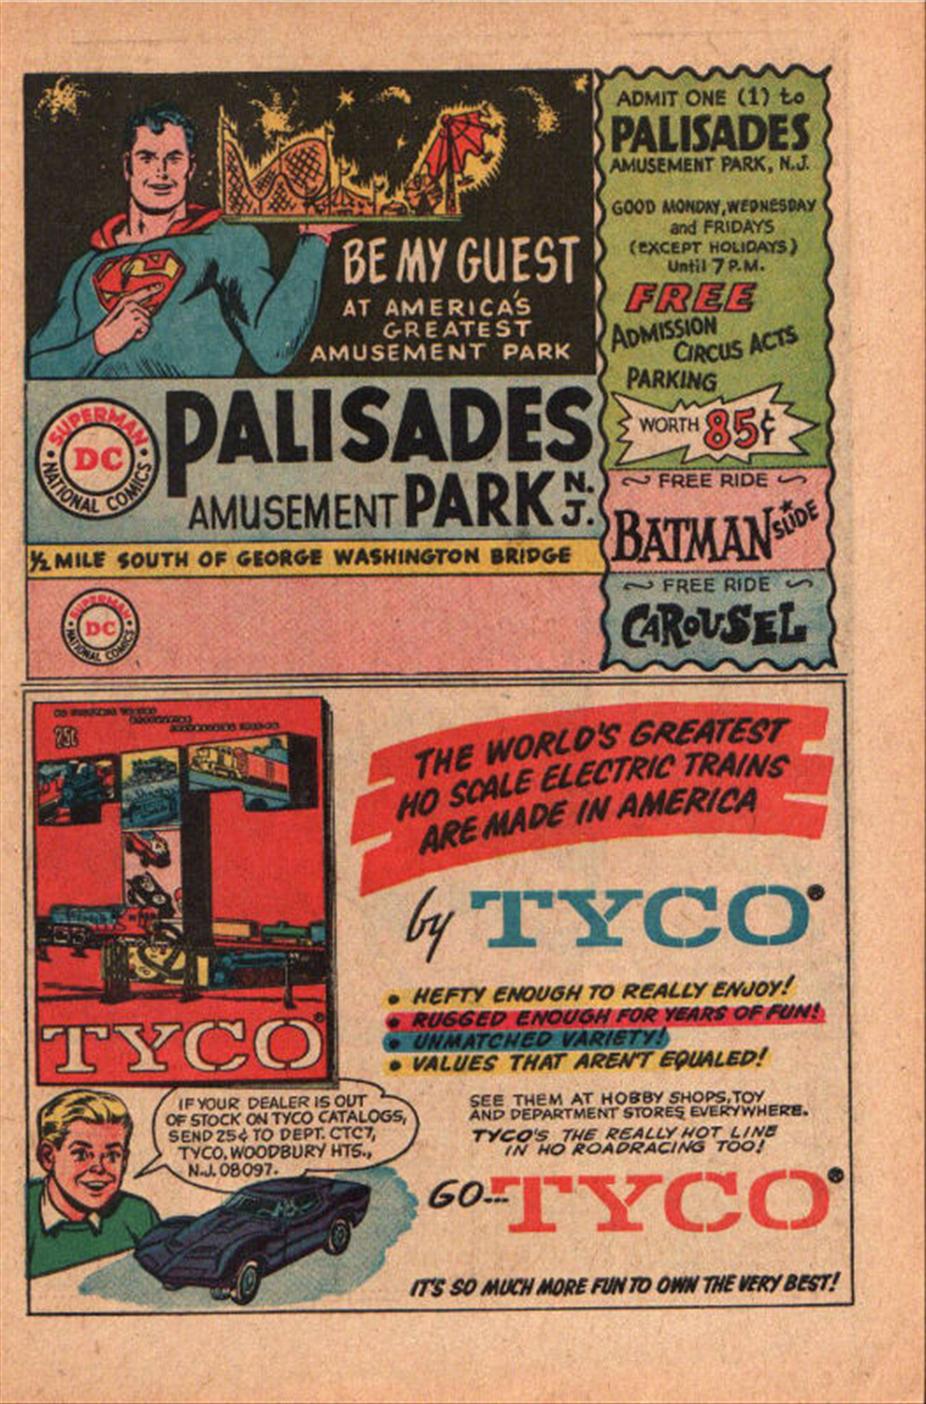 BE MY GUEST
AT AMERICA'S
GREATEST
AMUSEMENT PARK
SUPERMAN
DC
NATIONAL COMICS
PALISADES
AMUSEMENT PARK N.J.
½ MILE SOUTH OF GEORGE WASHINGTON BRIDGE
SUPERMAN
DC
NATIONAL COMICS
ADMIT ONE (1) to
PALISADES
AMUSEMENT PARK, N.J.
GOOD MONDAY, WEDNESDAY
and FRIDAYS
(EXCEPT HOLIDAYS)
Until 7 P.M.
FREE
ADMISSION
CIRCUS ACTS
PARKING
WORTH 85¢
FREE RIDE
BATMAN SLIDE
FREE RIDE
CAROUSEL
25¢
TYCO
THE WORLD'S GREATEST
HO SCALE ELECTRIC TRAINS
ARE MADE IN AMERICA
by TYCO®
• HEFTY ENOUGH TO REALLY ENJOY!
• RUGGED ENOUGH FOR YEARS OF FUN!
• UNMATCHED VARIETY!
• VALUES THAT AREN'T EQUALED!
IF YOUR DEALER IS OUT
OF STOCK ON TYCO CATALOGS,
SEND 25¢ TO DEPT. CTC7,
TYCO, WOODBURY HTS.,
N.J. 08097.
SEE THEM AT HOBBY SHOPS, TOY
AND DEPARTMENT STORES EVERYWHERE.
TYCO'S THE REALLY HOT LINE
IN HO ROADRACING TOO!
GO... TYCO®
IT'S SO MUCH MORE FUN TO OWN THE VERY BEST!